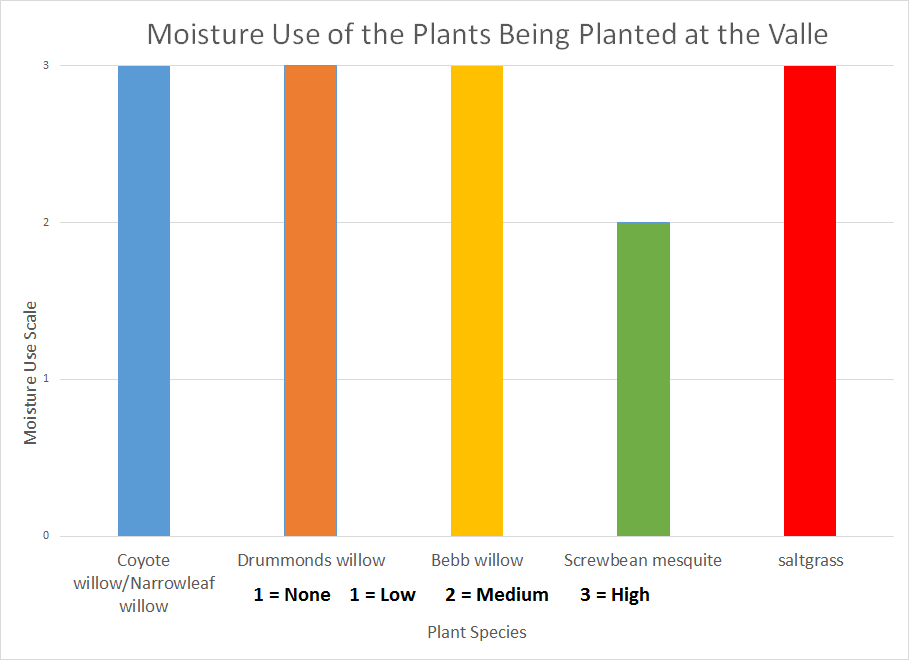 Moisture Use of the Plants Being Planted at the Valle
Moisture Use Scale
3
2
1
0
Coyote willow/Narrowleaf willow
Drummonds willow
Bebb willow
Screwbean mesquite
saltgrass
1 = None 1 = Low 2 = Medium 3 = High
Plant Species